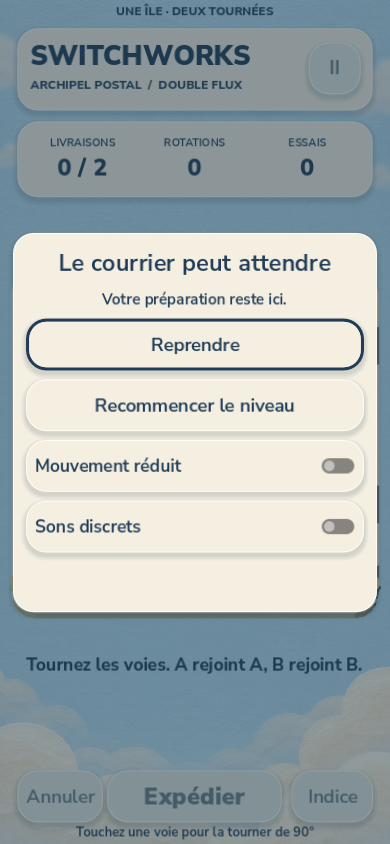 UNE ÎLE · DEUX TOURNÉES
SWITCHWORKS
ARCHIPEL POSTAL / DOUBLE FLUX
LIVRAISONS ROTATIONS ESSAIS
0 / 2 0 0
Le courrier peut attendre
Votre préparation reste ici.
Reprendre
Recommencer le niveau
Mouvement réduit
Sons discrets
Tournez les voies. A rejoint A, B rejoint B.
Annuler Expédier Indice
Touchez une voie pour la tourner de 90°